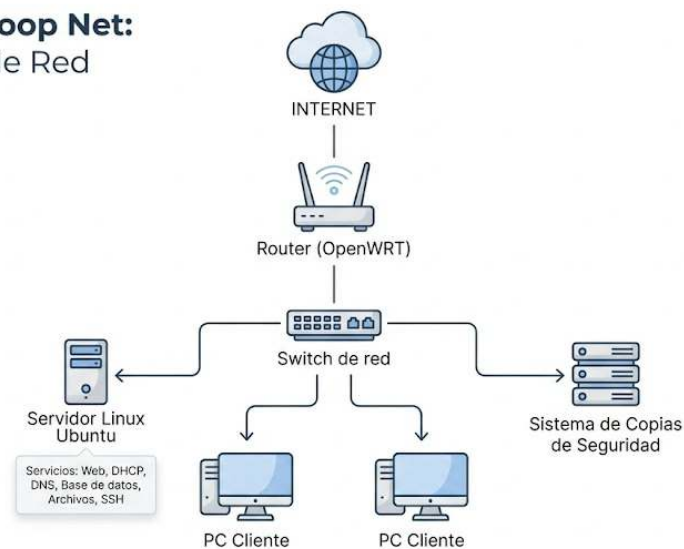 oop Net:
le Red
INTERNET
Router (OpenWRT)
Switch de red
Servidor Linux
Ubuntu
Servicios: Web, DHCP,
DNS, Base de datos,
Archivos, SSH
Sistema de Copias
de Seguridad
PC Cliente
PC Cliente